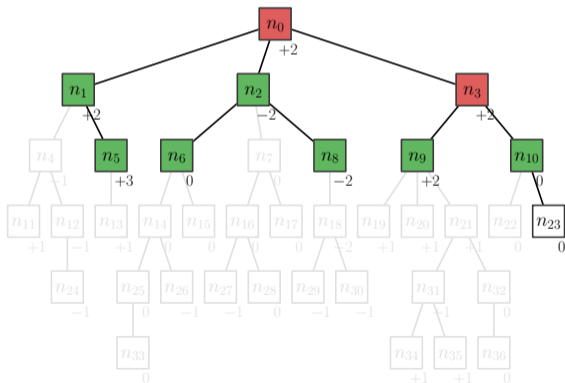 n0
+2
n1 n2 n3
+2 −2 +2
n4 n5 n6 n7 n8 n9 n10
−1 +3 0 0 −2 +2 0
n11 n12 n13 n14 n15 n16 n17 n18 n19 n20 n21 n22 n23
+1 −1 +1 0 0 0 0 −2 +1 +1 +1 0 0
n24 n25 n26 n27 n28 n29 n30 n31 n32
−1 0 −1 −1 0 −1 −1 +1 0
n33 n34 n35 n36
0 +1 +1 0